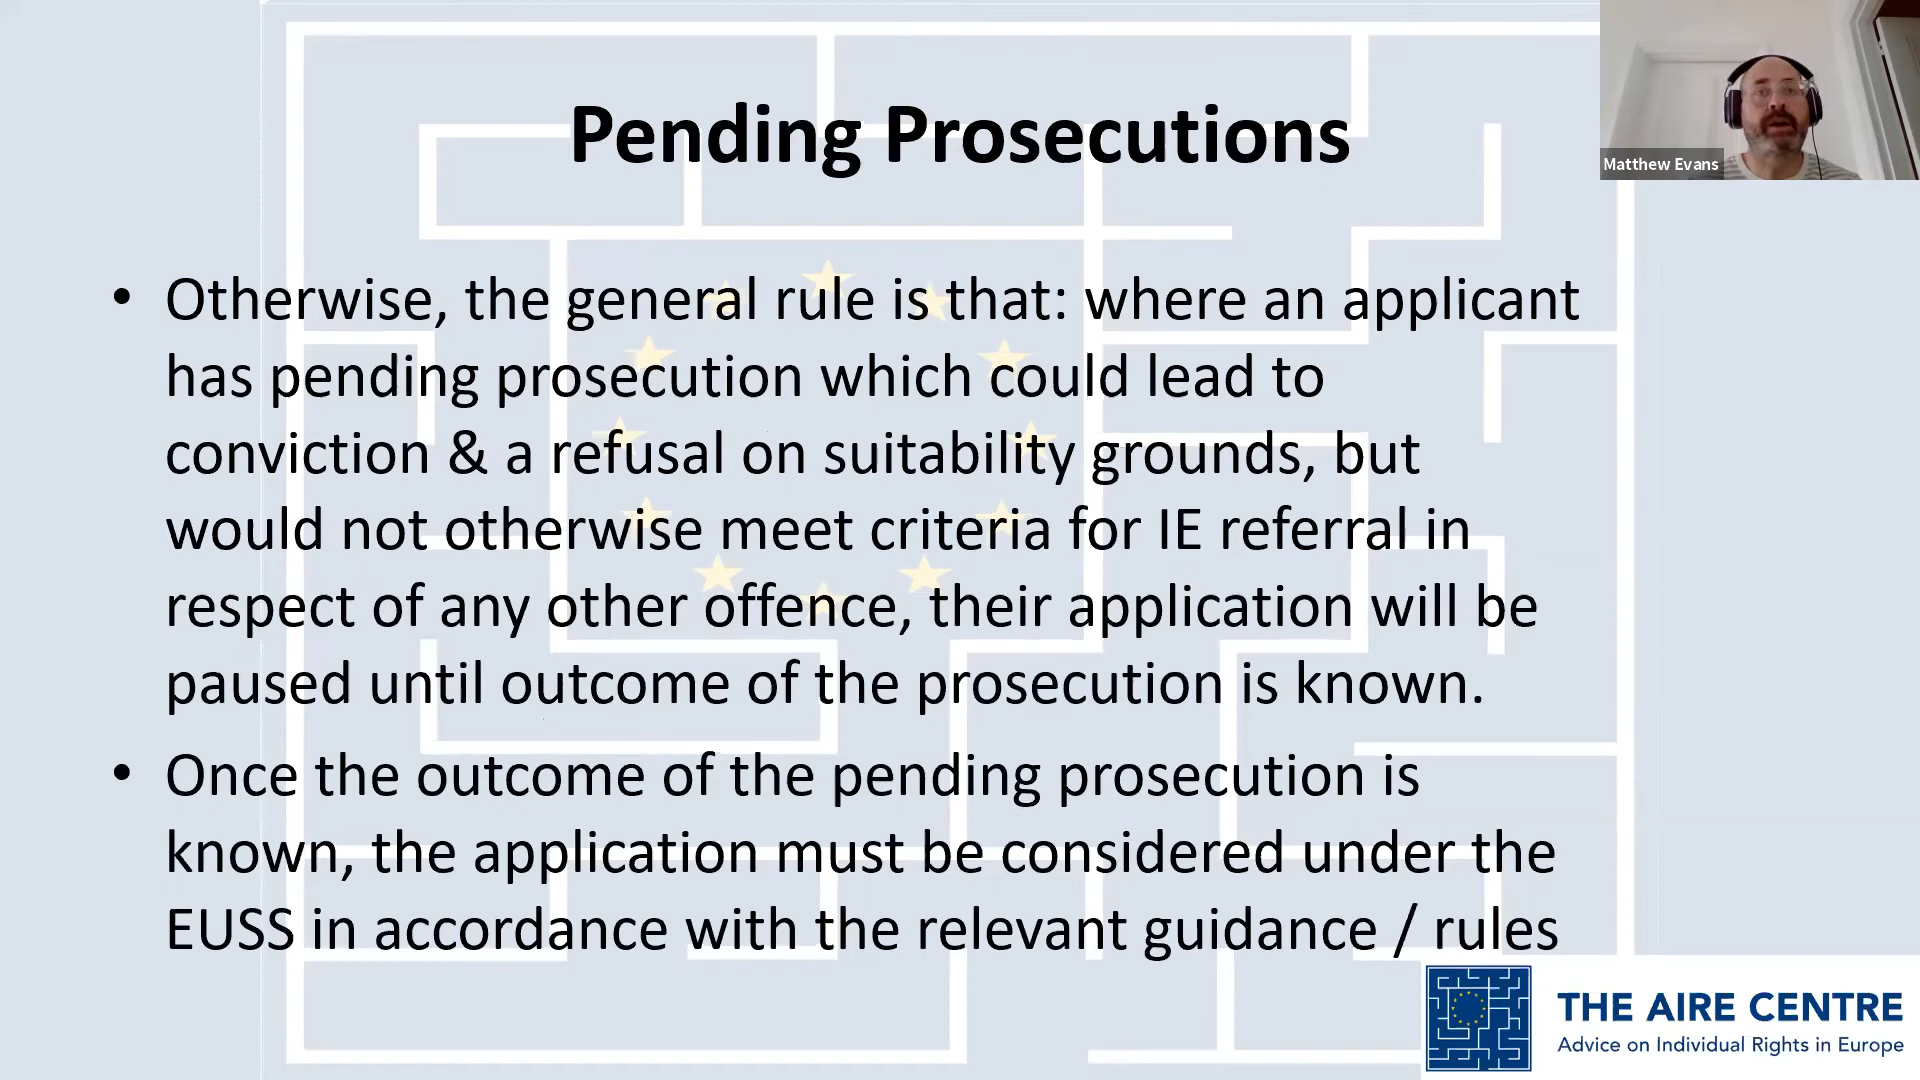 Pending Prosecutions
Matthew Evans
• Otherwise, the general rule is that: where an applicant
has pending prosecution which could lead to
conviction & a refusal on suitability grounds, but
would not otherwise meet criteria for IE referral in
respect of any other offence, their application will be
paused until outcome of the prosecution is known.
• Once the outcome of the pending prosecution is
known, the application must be considered under the
EUSS in accordance with the relevant guidance / rules
THE AIRE CENTRE
Advice on Individual Rights in Europe